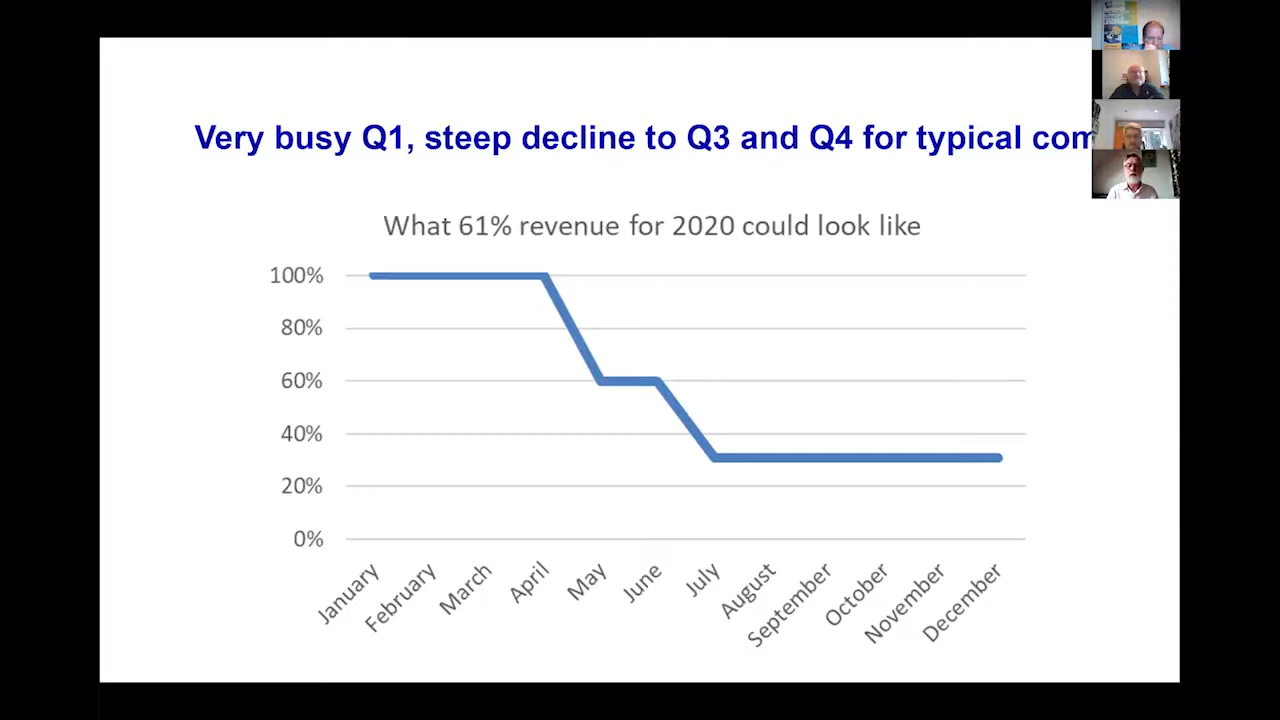 Very busy Q1, steep decline to Q3 and Q4 for typical com
What 61% revenue for 2020 could look like
100%
80%
60%
40%
20%
0%
January
February
March
April
May
June
July
August
September
October
November
December